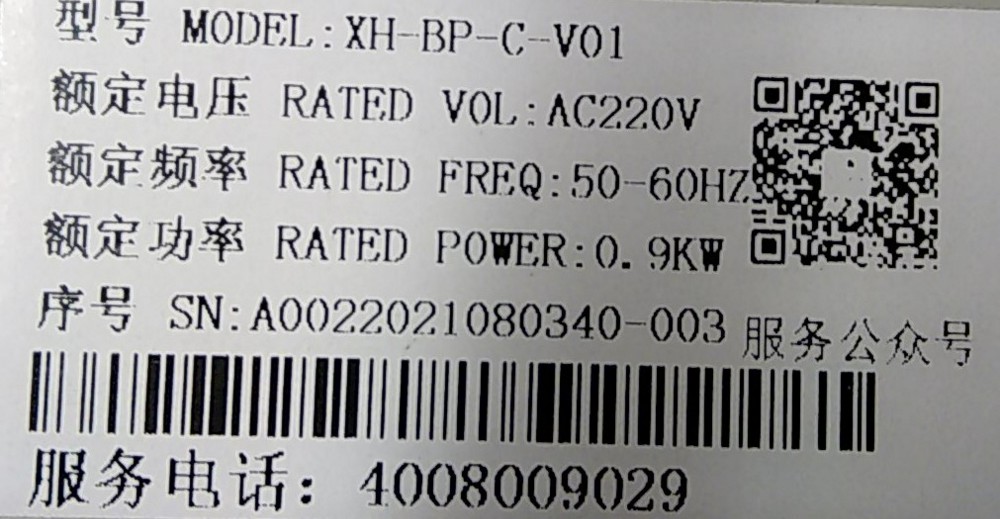 型号 MODEL:XH-BP-C-V01
额定电压 RATED VOL:AC220V
额定频率 RATED FREQ:50-60HZ
额定功率 RATED POWER:0.9KW
序号 SN:A0022021080340-003
服务公众号
服务电话: 4008009029